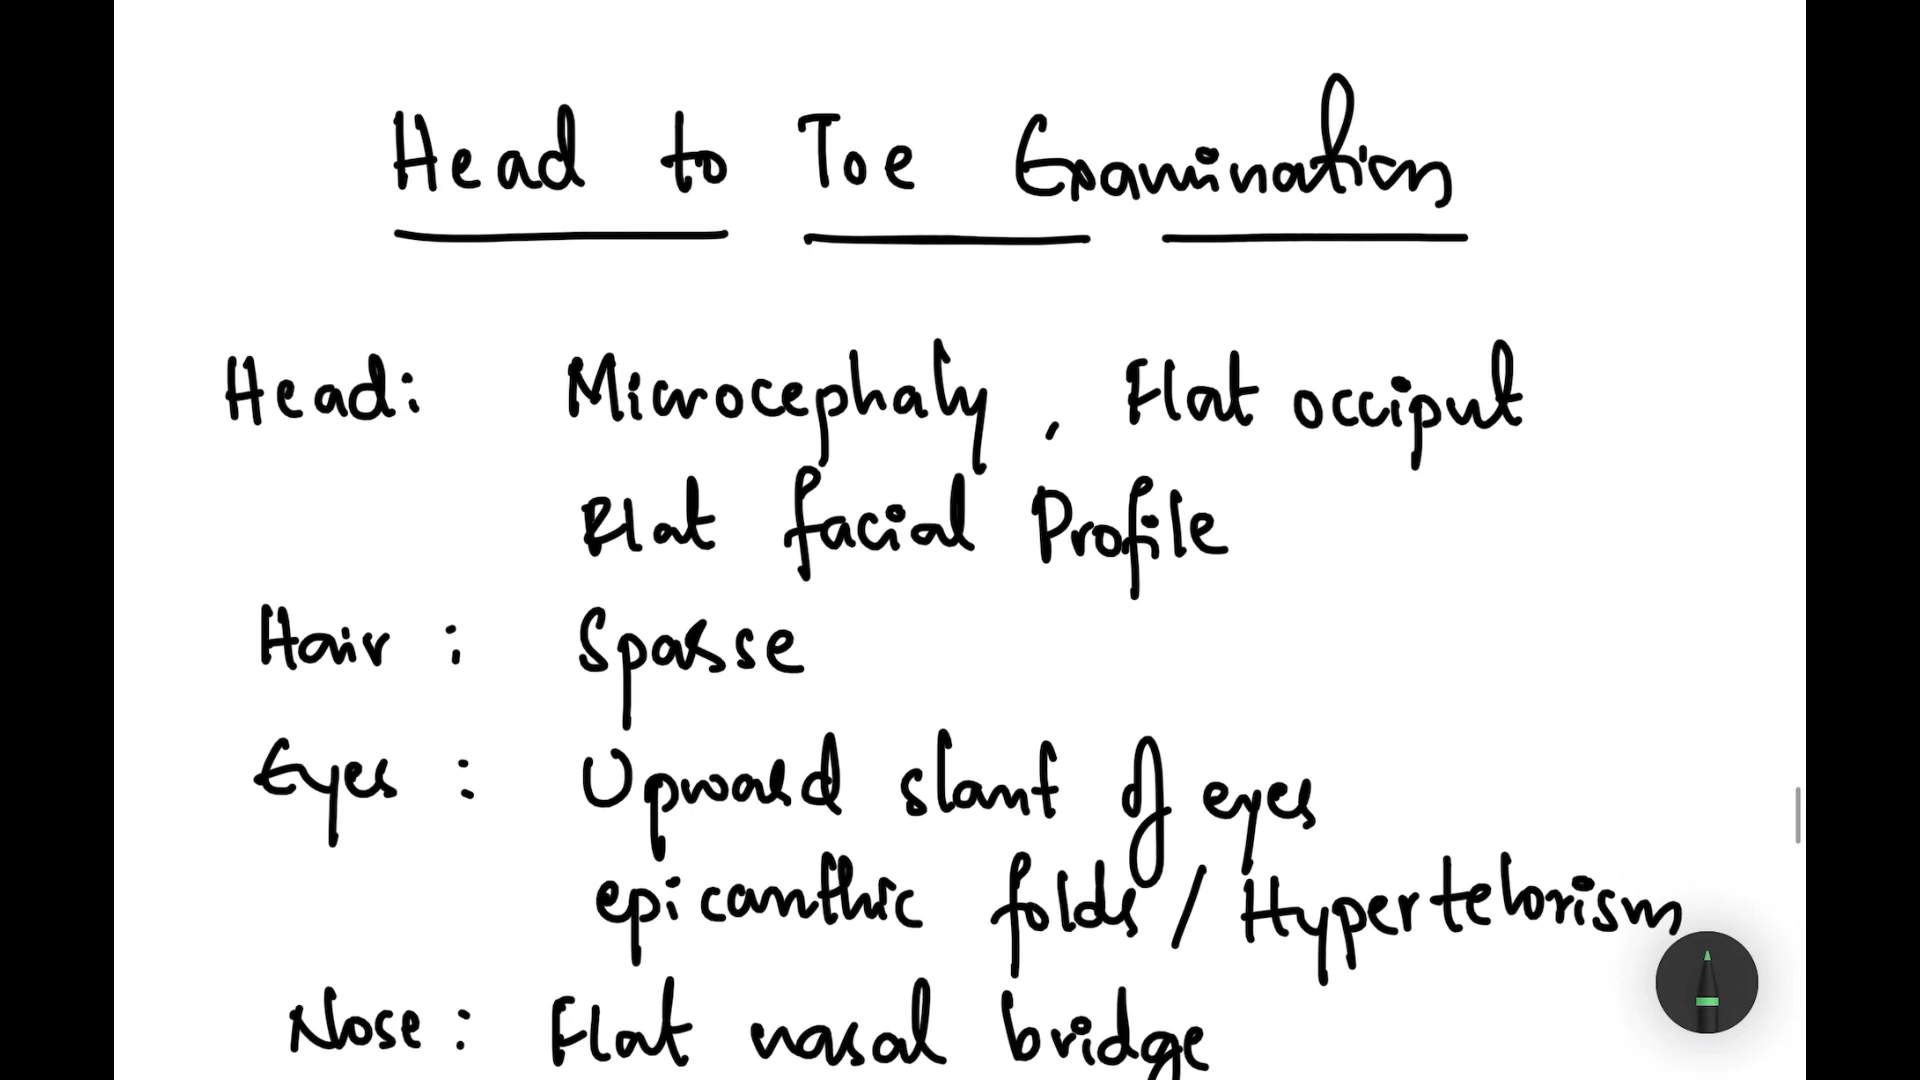 Head to Toe Examination
Head: Microcephaly, Flat occiput
Flat facial Profile
Hair: Sparse
Eyes: Upward slant of eyes
epicanthic folds / Hypertelorism
Nose: Flat nasal bridge